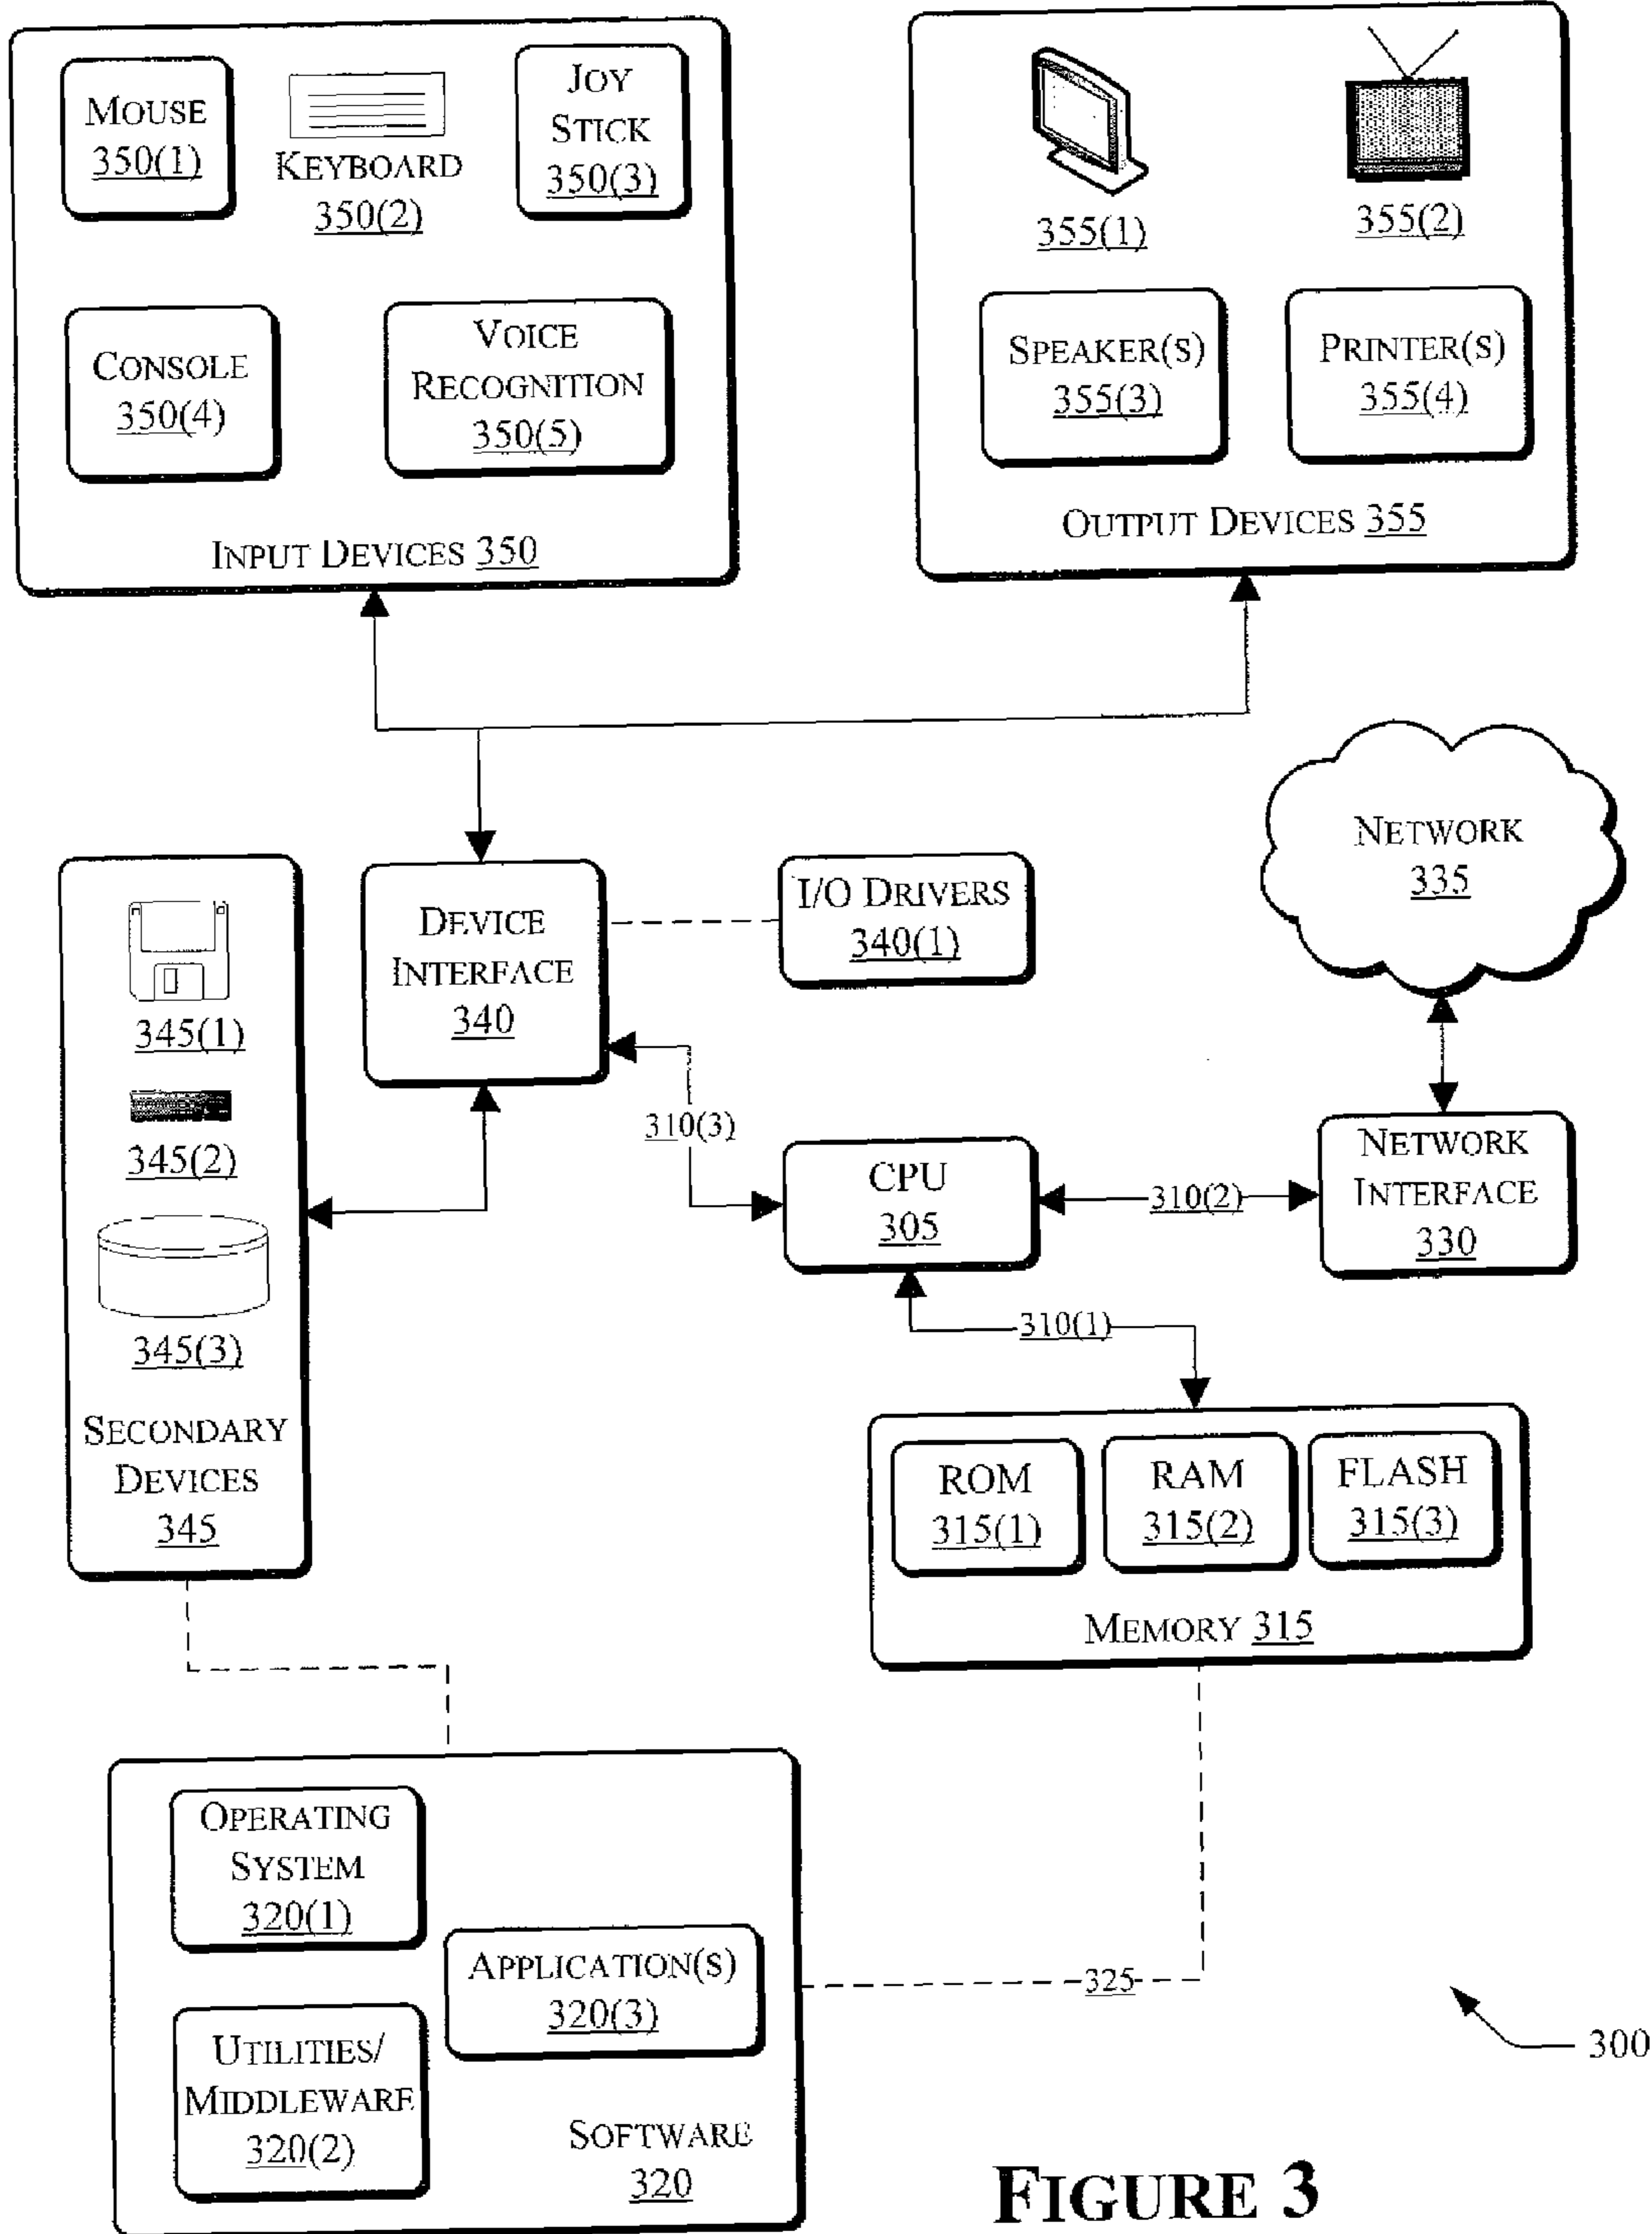 MOUSE
350(1)
KEYBOARD
350(2)
JOY
STICK
350(3)
CONSOLE
350(4)
VOICE
RECOGNITION
350(5)
INPUT DEVICES 350
355(1)
355(2)
SPEAKER(S)
355(3)
PRINTER(S)
355(4)
OUTPUT DEVICES 355
NETWORK
335
DEVICE
INTERFACE
340
I/O DRIVERS
340(1)
345(1)
345(2)
345(3)
SECONDARY
DEVICES
345
310(3)
CPU
305
310(2)
NETWORK
INTERFACE
330
310(1)
ROM
315(1)
RAM
315(2)
FLASH
315(3)
MEMORY 315
OPERATING
SYSTEM
320(1)
APPLICATION(S)
320(3)
UTILITIES/
MIDDLEWARE
320(2)
SOFTWARE
320
325
300
FIGURE 3